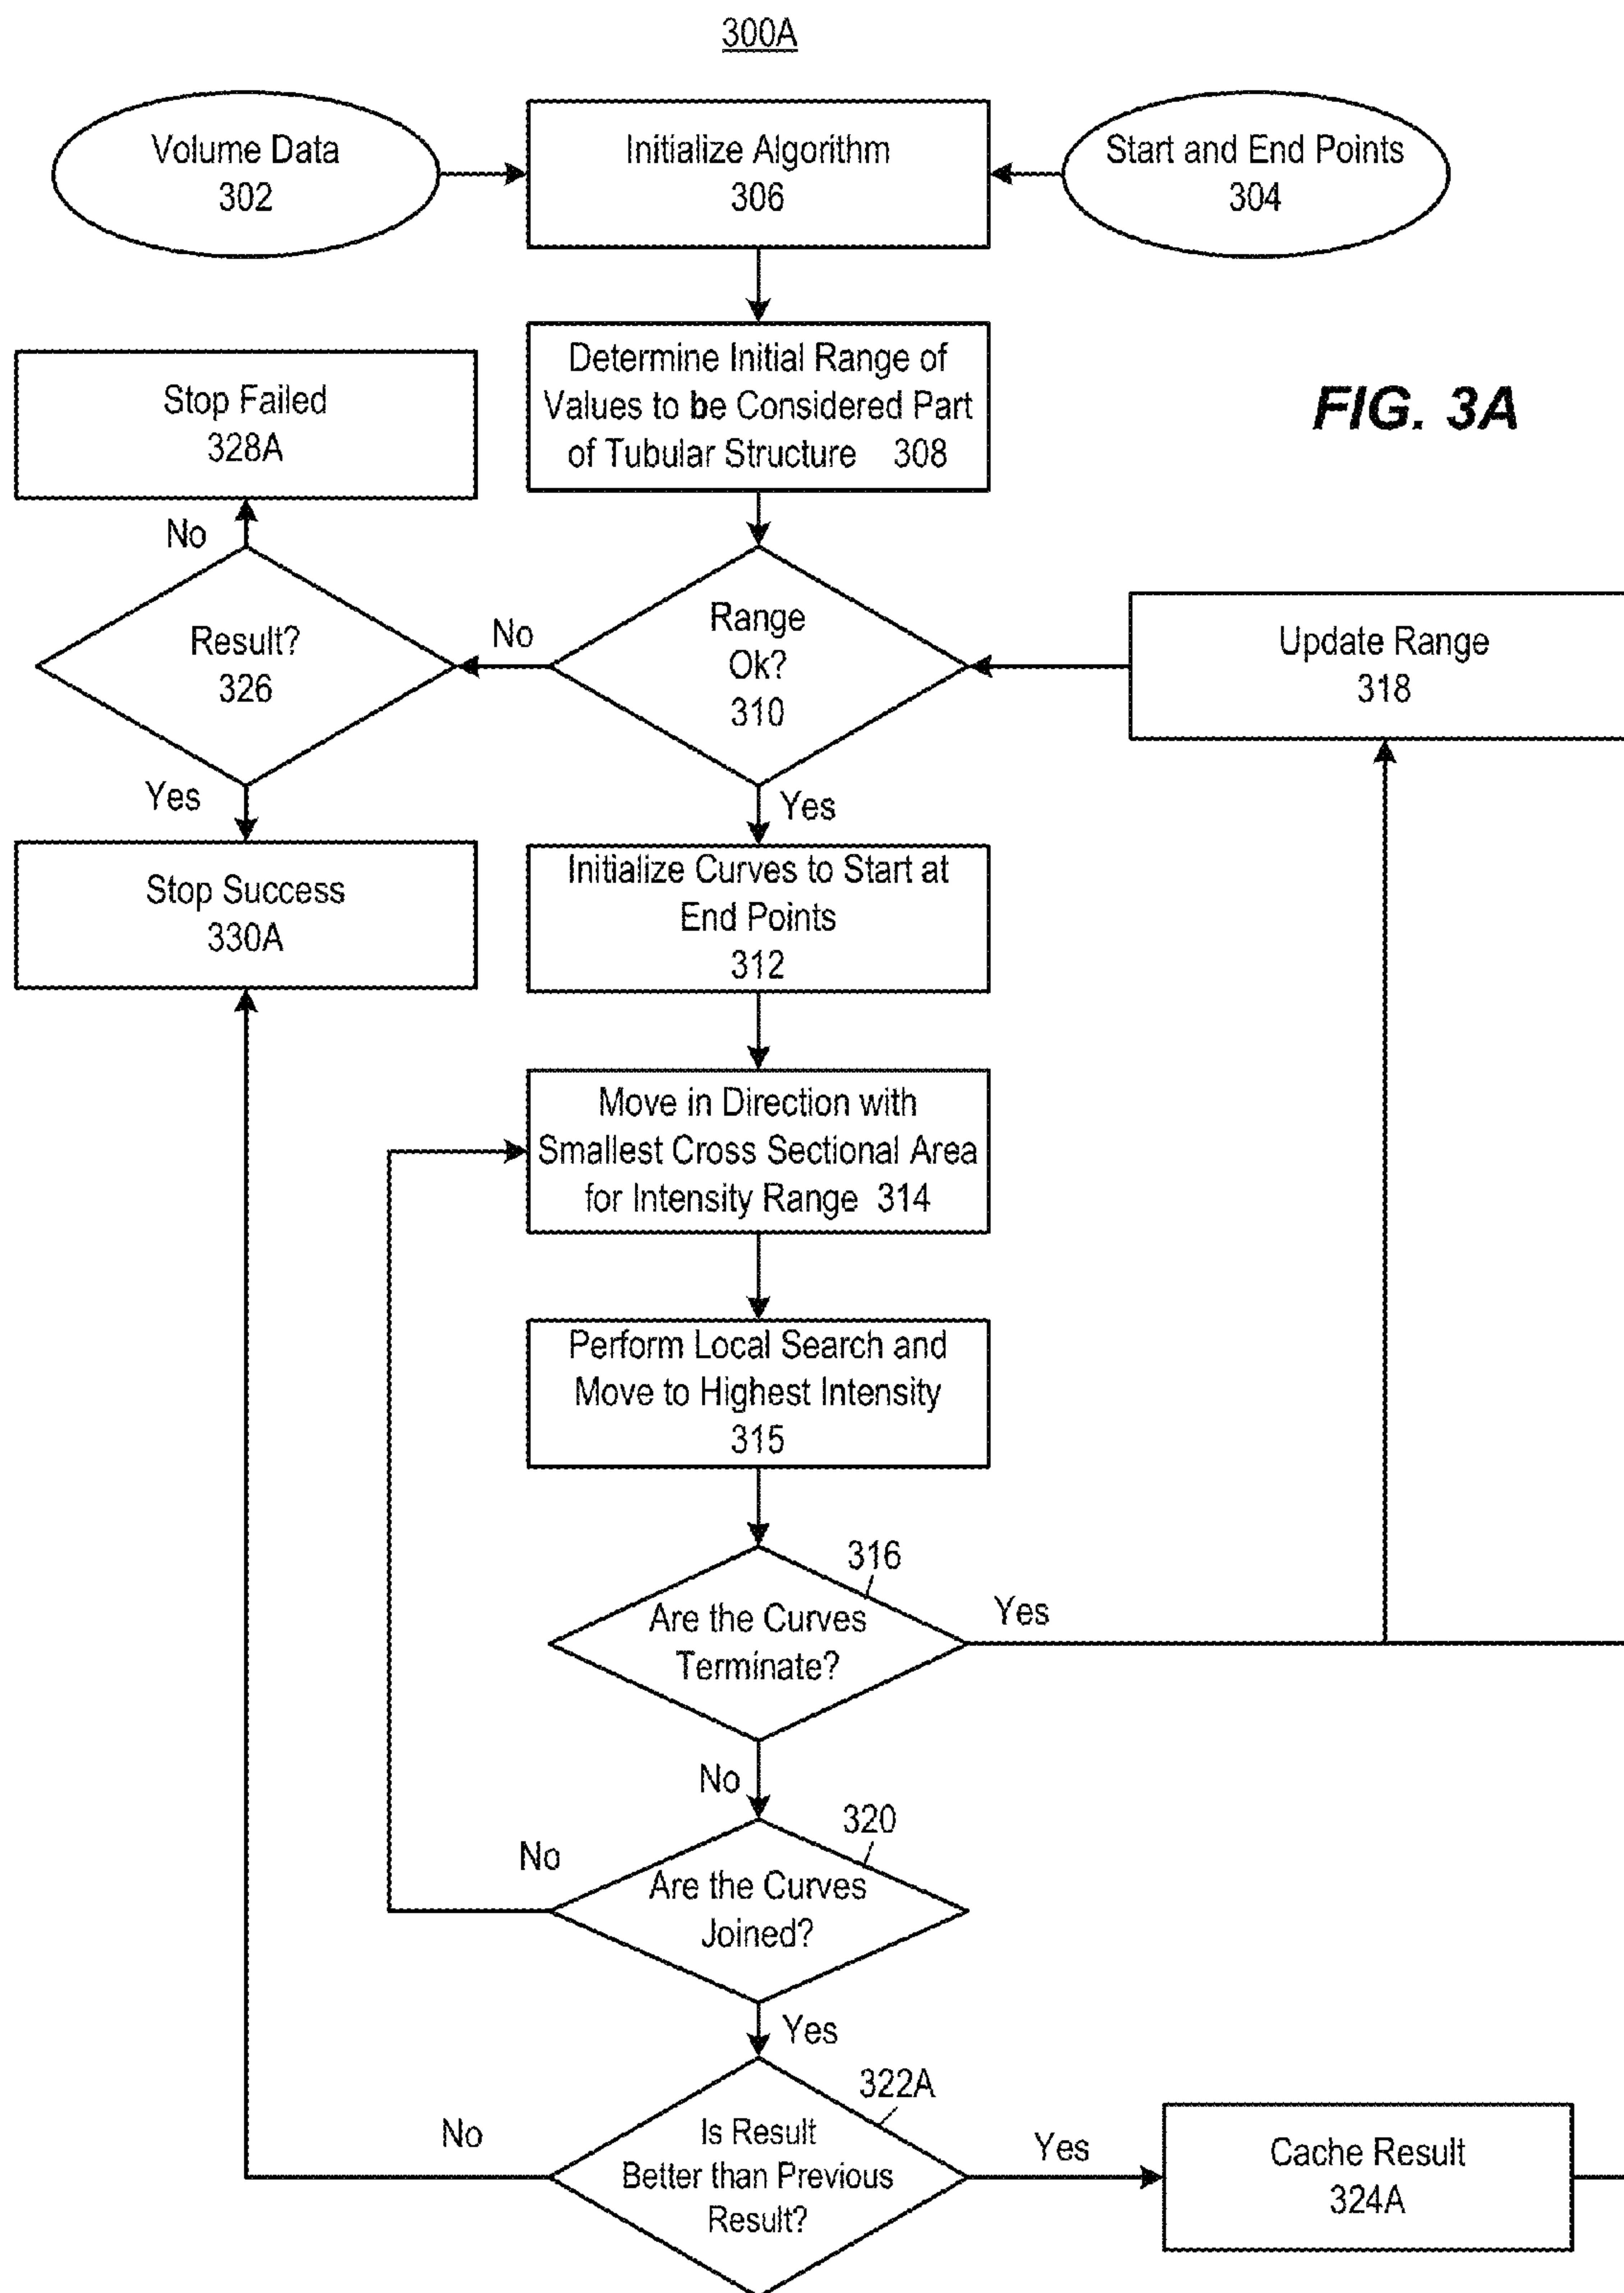 300A
Volume Data
302
Initialize Algorithm
306
Start and End Points
304
Determine Initial Range of
Values to be Considered Part
of Tubular Structure 308
FIG. 3A
Stop Failed
328A
No
Result?
326
No
Range
Ok?
310
Update Range
318
Yes
Yes
Stop Success
330A
Initialize Curves to Start at
End Points
312
Move in Direction with
Smallest Cross Sectional Area
for Intensity Range 314
Perform Local Search and
Move to Highest Intensity
315
316
Are the Curves
Terminate?
Yes
No
320
No
Are the Curves
Joined?
Yes
322A
No
Is Result
Better than Previous
Result?
Yes
Cache Result
324A